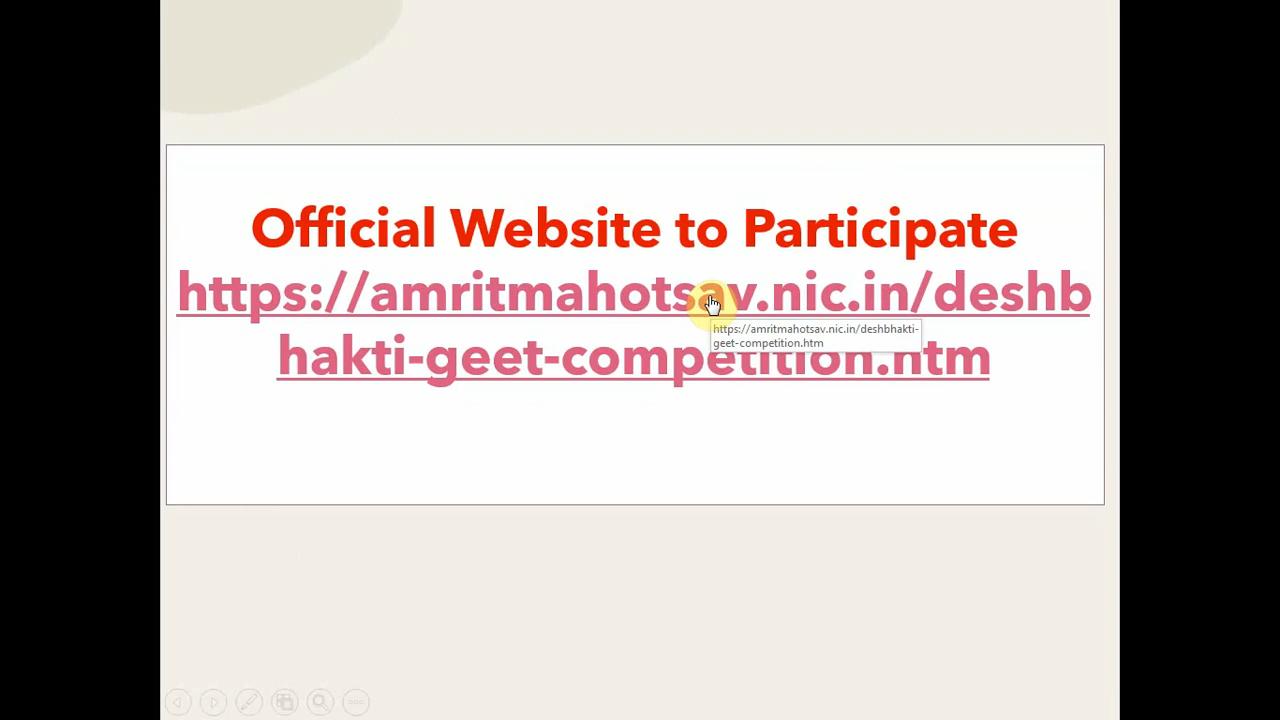 Official Website to Participate
https://amritmahotsav.nic.in/deshb
hakti-geet-competition.htm
https://amritmahotsav.nic.in/deshbhakti-
geet-competition.htm